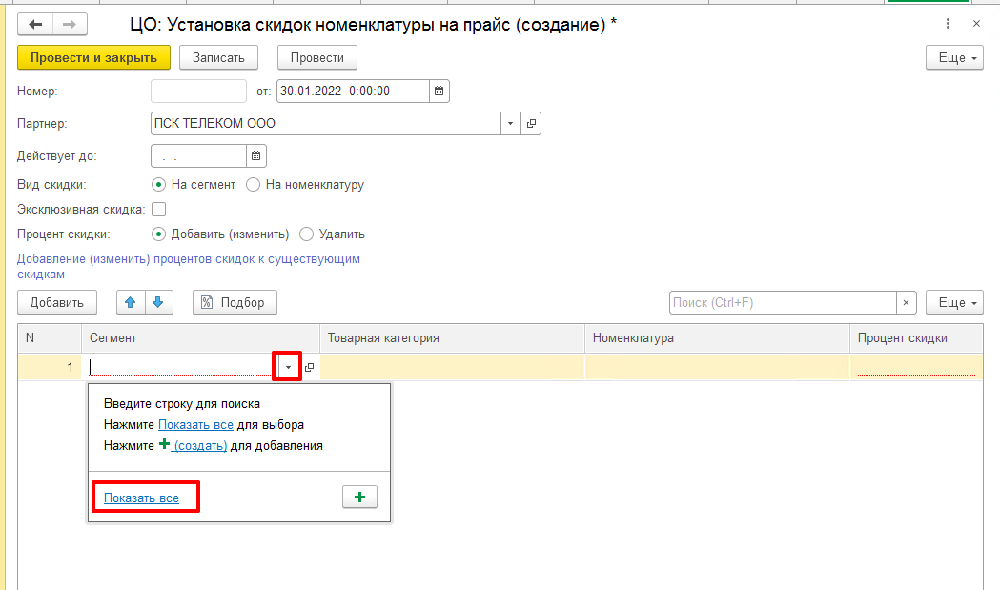 ЦО: Установка скидок номенклатуры на прайс (создание) *
Провести и закрыть Записать Провести Еще
Номер: от: 30.01.2022 0:00:00
Партнер: ПСК ТЕЛЕКОМ ООО
Действует до: . .
Вид скидки: На сегмент На номенклатуру
Эксклюзивная скидка:
Процент скидки: Добавить (изменить) Удалить
Добавление (изменить) процентов скидок к существующим
скидкам
Добавить Подбор Поиск (Ctrl+F) × Еще
N Сегмент Товарная категория Номенклатура Процент скидки
1
Введите строку для поиска
Нажмите Показать все для выбора
Нажмите + (создать) для добавления
Показать все +